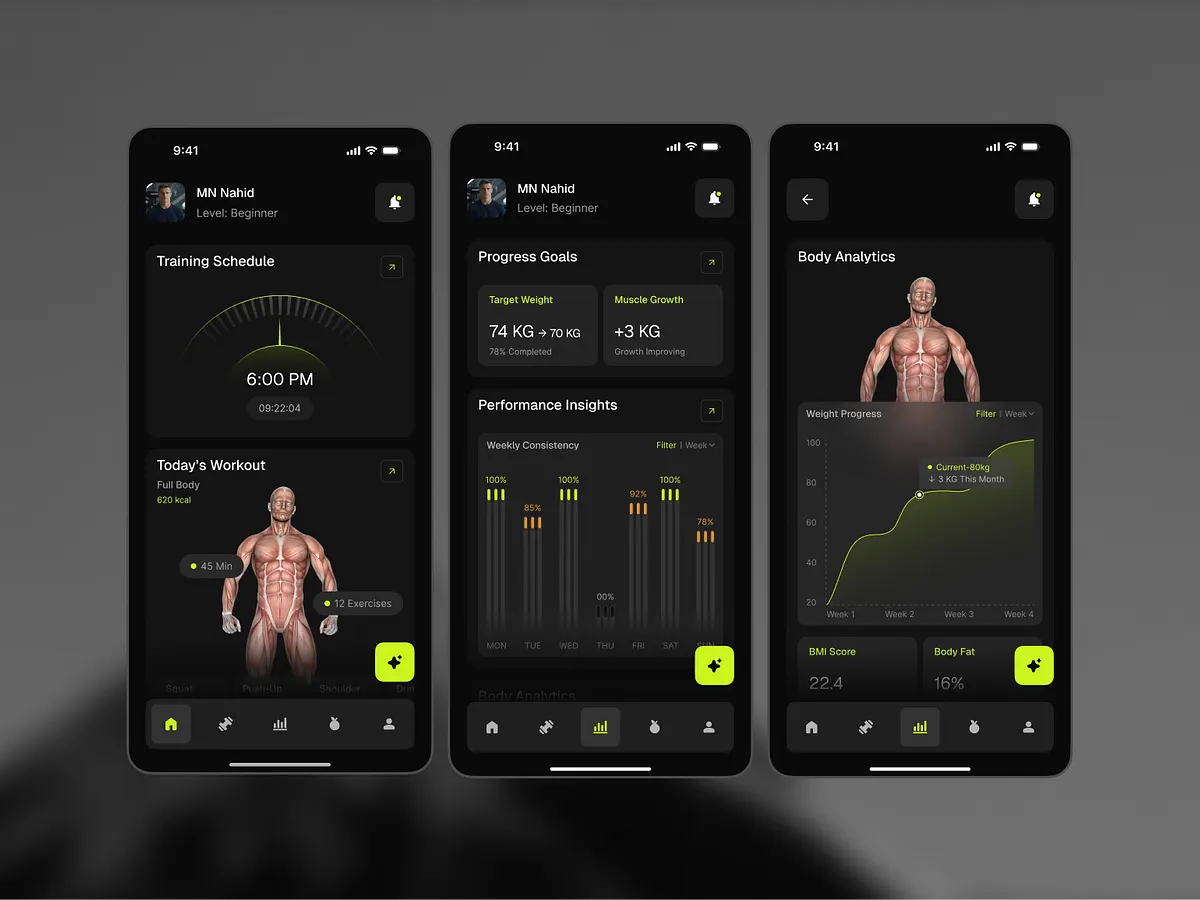 9:41
MN Nahid
Level: Beginner
Training Schedule
6:00 PM
09:22:04
Today's Workout
Full Body
620 kcal
45 Min
12 Exercises
Squat
Push-Up
Shoulder
Dun
9:41
MN Nahid
Level: Beginner
Progress Goals
Target Weight
74 KG → 70 KG
78% Completed
Muscle Growth
+3 KG
Growth Improving
Performance Insights
Weekly Consistency
Filter | Week
100%
85%
100%
00%
92%
100%
78%
MON
TUE
WED
THU
FRI
SAT
SUN
Body Analytics
9:41
Body Analytics
Weight Progress
Filter | Week
100
80
60
40
20
Current-80kg
↓ 3 KG This Month
Week 1
Week 2
Week 3
Week 4
BMI Score
22.4
Body Fat
16%